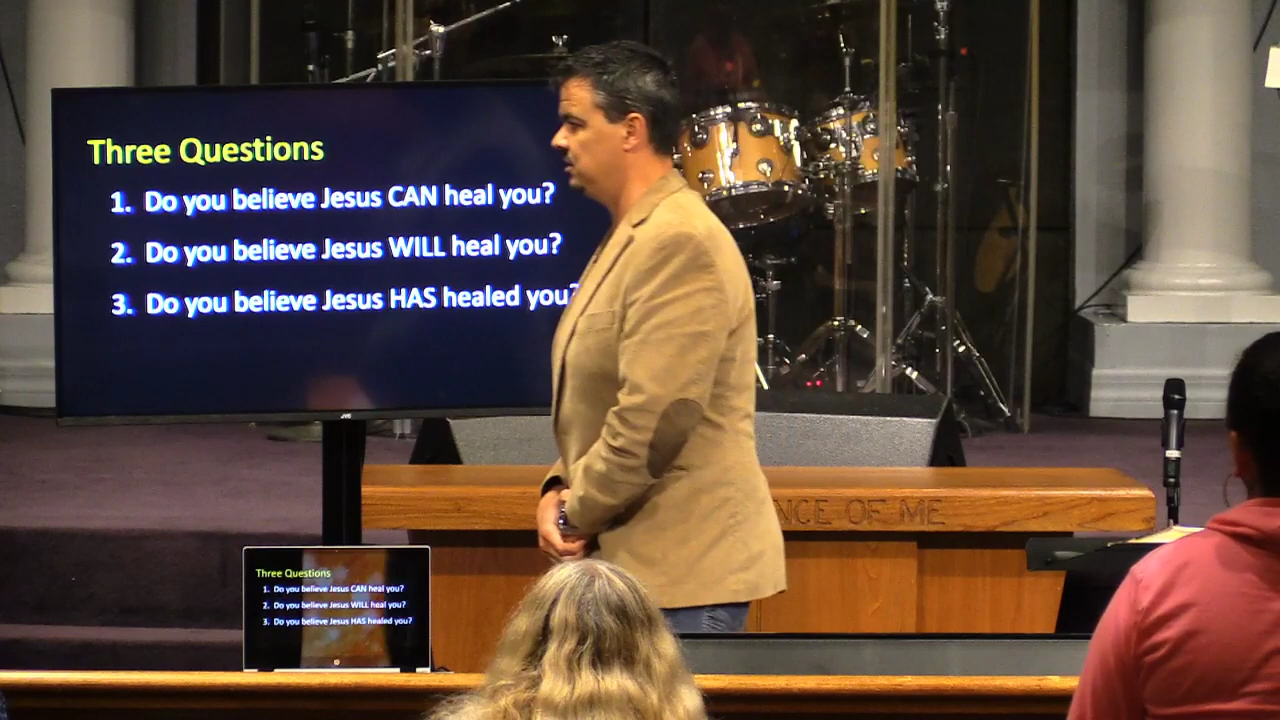 Three Questions
1. Do you believe Jesus CAN heal you?
2. Do you believe Jesus WILL heal you?
3. Do you believe Jesus HAS healed you?
JVC
NCE OF ME
Three Questions
1. Do you believe Jesus CAN heal you?
2. Do you believe Jesus WILL heal you?
3. Do you believe Jesus HAS healed you?
hp